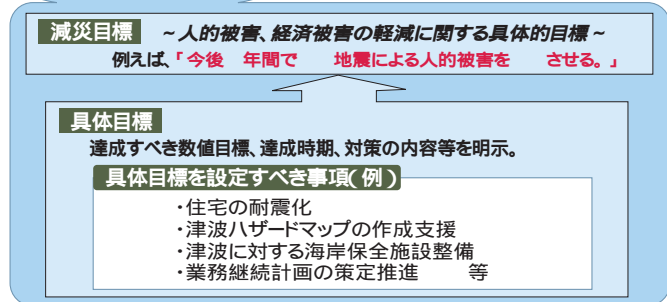 減災目標 ～人的被害、経済被害の軽減に関する具体的目標～
例えば、「今後　年間で　　地震による人的被害を　　させる。」
具体目標
達成すべき数値目標、達成時期、対策の内容等を明示。
具体目標を設定すべき事項(例)
・住宅の耐震化
・津波ハザードマップの作成支援
・津波に対する海岸保全施設整備
・業務継続計画の策定推進　　等